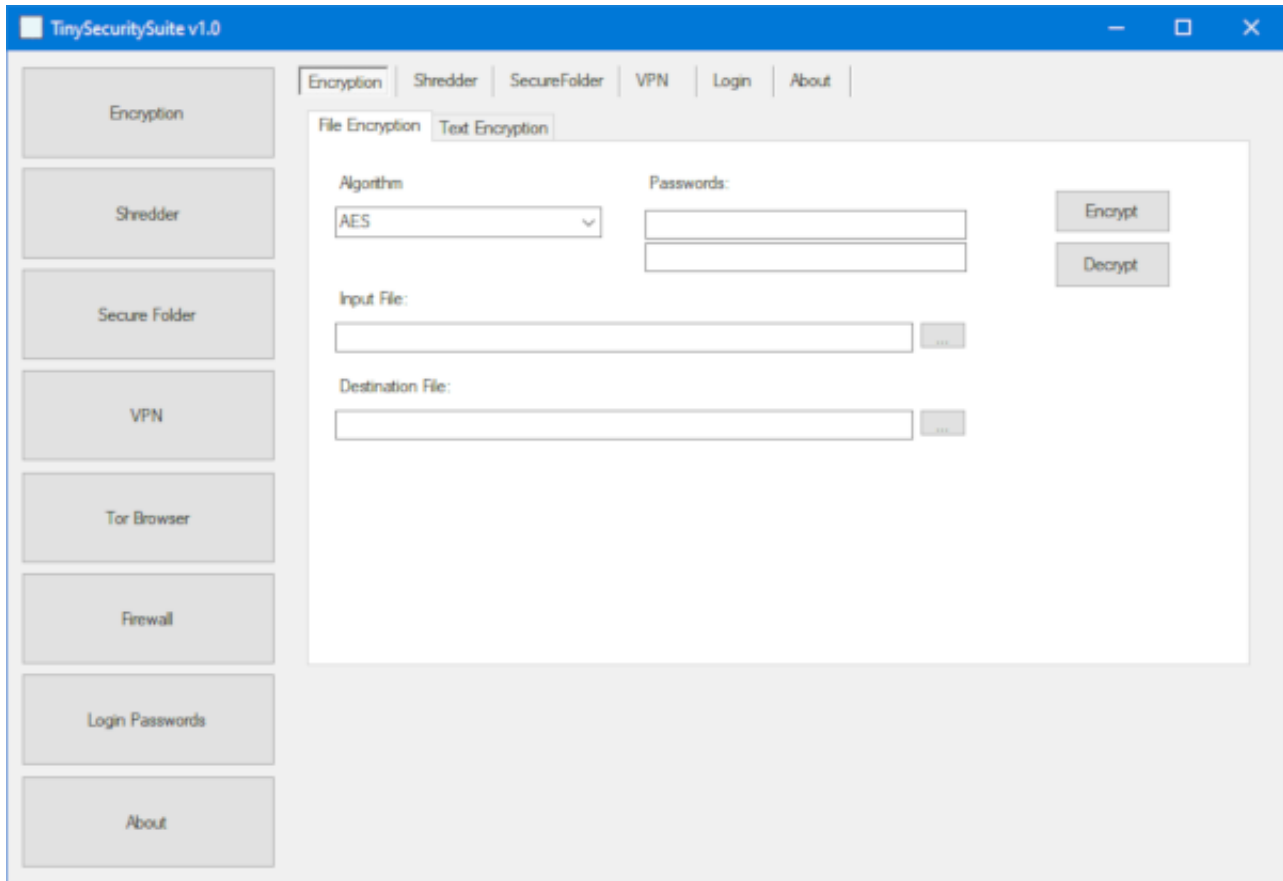 TinySecuritySuite v1.0
Encryption
Shredder
Secure Folder
VPN
Tor Browser
Firewall
Login Passwords
About
Encryption Shredder SecureFolder VPN Login About
File Encryption Text Encryption
Algorithm Passwords:
AES
Encrypt
Decrypt
Input File:
...
Destination File:
...